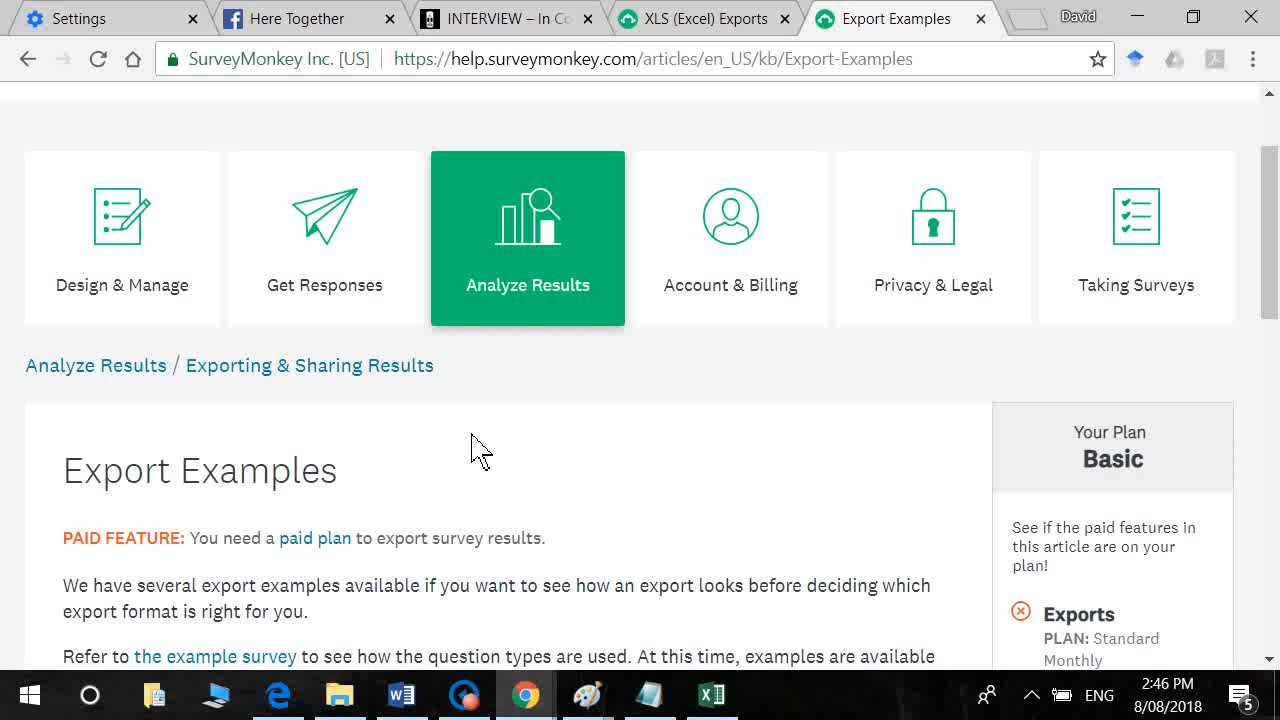 Settings
Here Together
INTERVIEW – In Co
XLS (Excel) Exports
Export Examples
David
SurveyMonkey Inc. [US]
https://help.surveymonkey.com/articles/en_US/kb/Export-Examples
Design & Manage
Get Responses
Analyze Results
Account & Billing
Privacy & Legal
Taking Surveys
Analyze Results / Exporting & Sharing Results
Export Examples
PAID FEATURE: You need a paid plan to export survey results.
We have several export examples available if you want to see how an export looks before deciding which
export format is right for you.
Refer to the example survey to see how the question types are used. At this time, examples are available
Your Plan
Basic
See if the paid features in
this article are on your
plan!
Exports
PLAN: Standard
Monthly
ENG
2:46 PM
8/08/2018
5